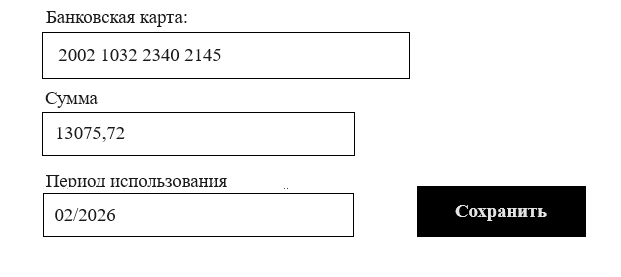 Банковская карта:
2002 1032 2340 2145
Сумма
13075,72
Период использования
02/2026
Сохранить